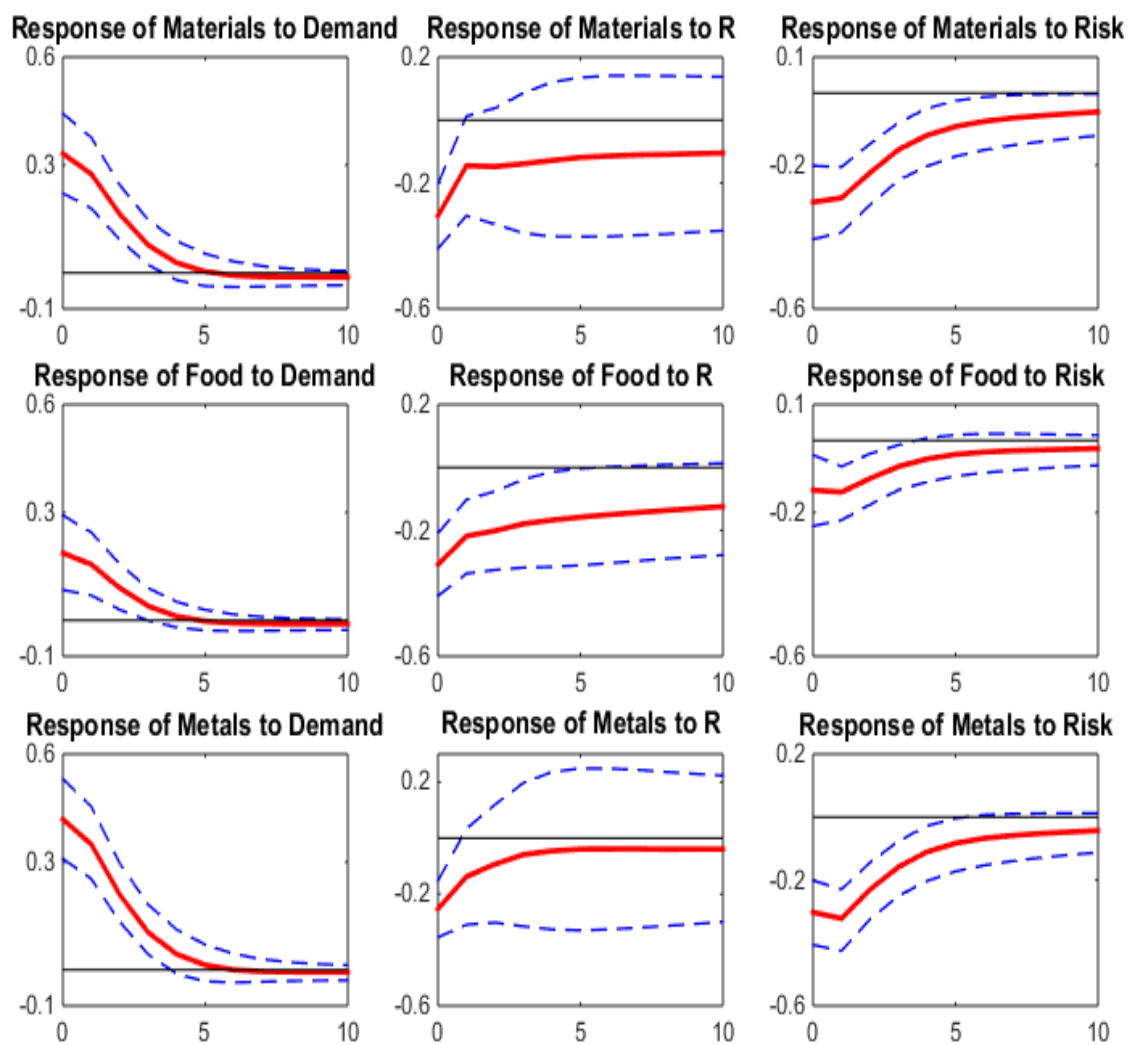 Response of Materials to Demand
Response of Materials to R
Response of Materials to Risk
0.6
0.3
-0.1
0 5 10
0.2
-0.2
-0.6
0 5 10
0.1
-0.2
-0.6
0 5 10
Response of Food to Demand
Response of Food to R
Response of Food to Risk
0.6
0.3
-0.1
0 5 10
0.2
-0.2
-0.6
0 5 10
0.1
-0.2
-0.6
0 5 10
Response of Metals to Demand
Response of Metals to R
Response of Metals to Risk
0.6
0.3
-0.1
0 5 10
0.2
-0.2
-0.6
0 5 10
0.2
-0.2
-0.6
0 5 10